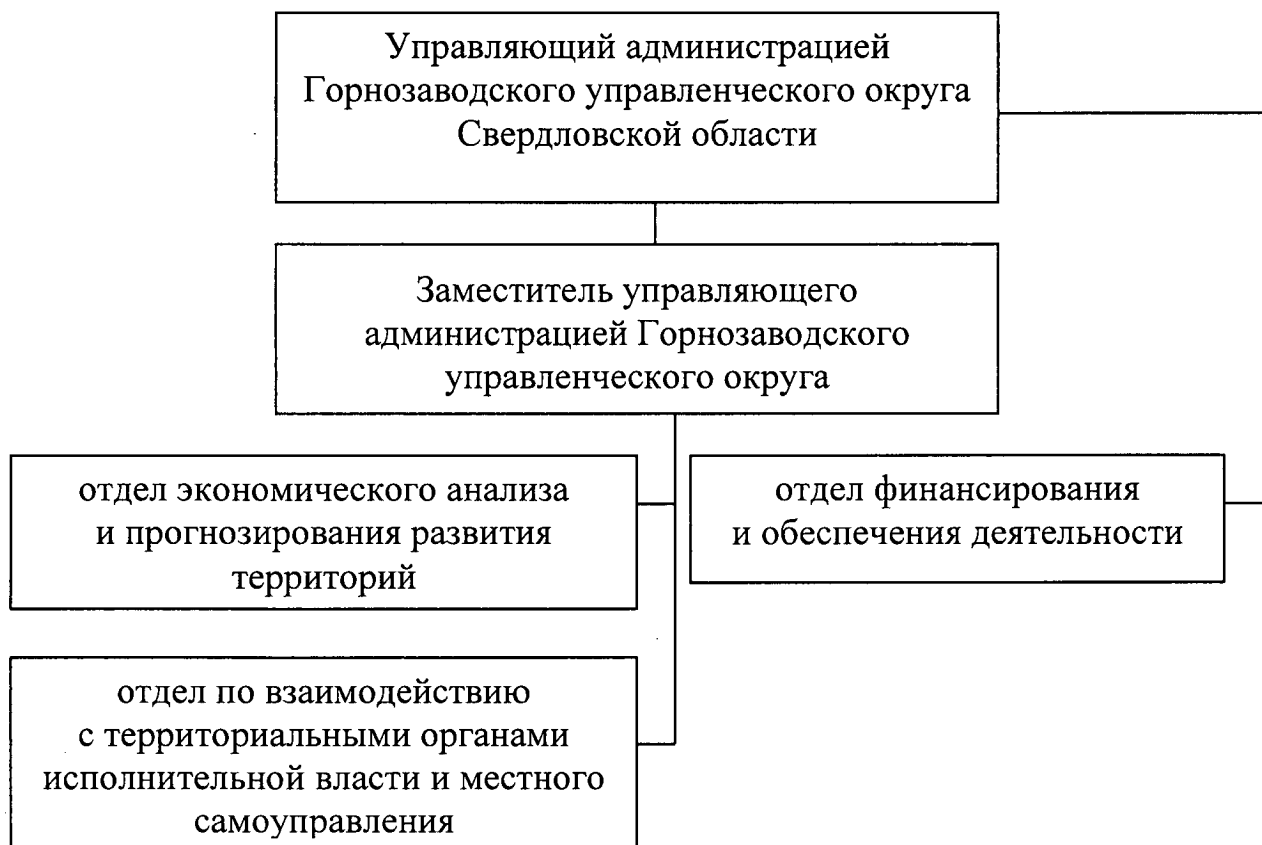 Управляющий администрацией
Горнозаводского управленческого округа
Свердловской области
Заместитель управляющего
администрацией Горнозаводского
управленческого округа
отдел экономического анализа
и прогнозирования развития
территорий
отдел финансирования
и обеспечения деятельности
отдел по взаимодействию
с территориальными органами
исполнительной власти и местного
самоуправления